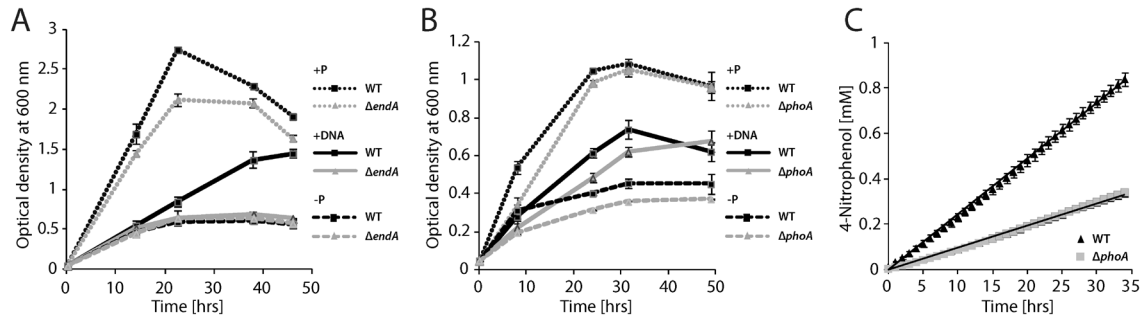 A
Optical density at 600 nm
3
2.5
2
1.5
1
0.5
0
0 10 20 30 40 50
Time [hrs]
+P
WT
ΔendA
+DNA
WT
ΔendA
-P
WT
ΔendA
B
Optical density at 600 nm
1.2
1
0.8
0.6
0.4
0.2
0
0 10 20 30 40 50
Time [hrs]
+P
WT
ΔphoA
+DNA
WT
ΔphoA
-P
WT
ΔphoA
C
4-Nitrophenol [mM]
1
0.8
0.6
0.4
0.2
0
0 5 10 15 20 25 30 35
Time [hrs]
WT
ΔphoA